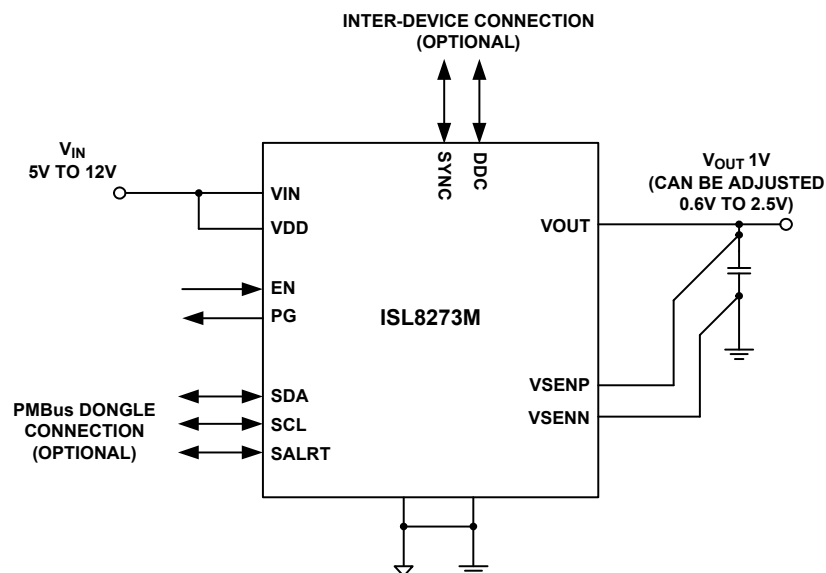 INTER-DEVICE CONNECTION
(OPTIONAL)
VIN
5V TO 12V
SYNC
DDC
VOUT 1V
(CAN BE ADJUSTED
0.6V TO 2.5V)
VIN
VDD
VOUT
EN
PG
ISL8273M
VSENP
VSENN
PMBus DONGLE
CONNECTION
(OPTIONAL)
SDA
SCL
SALRT